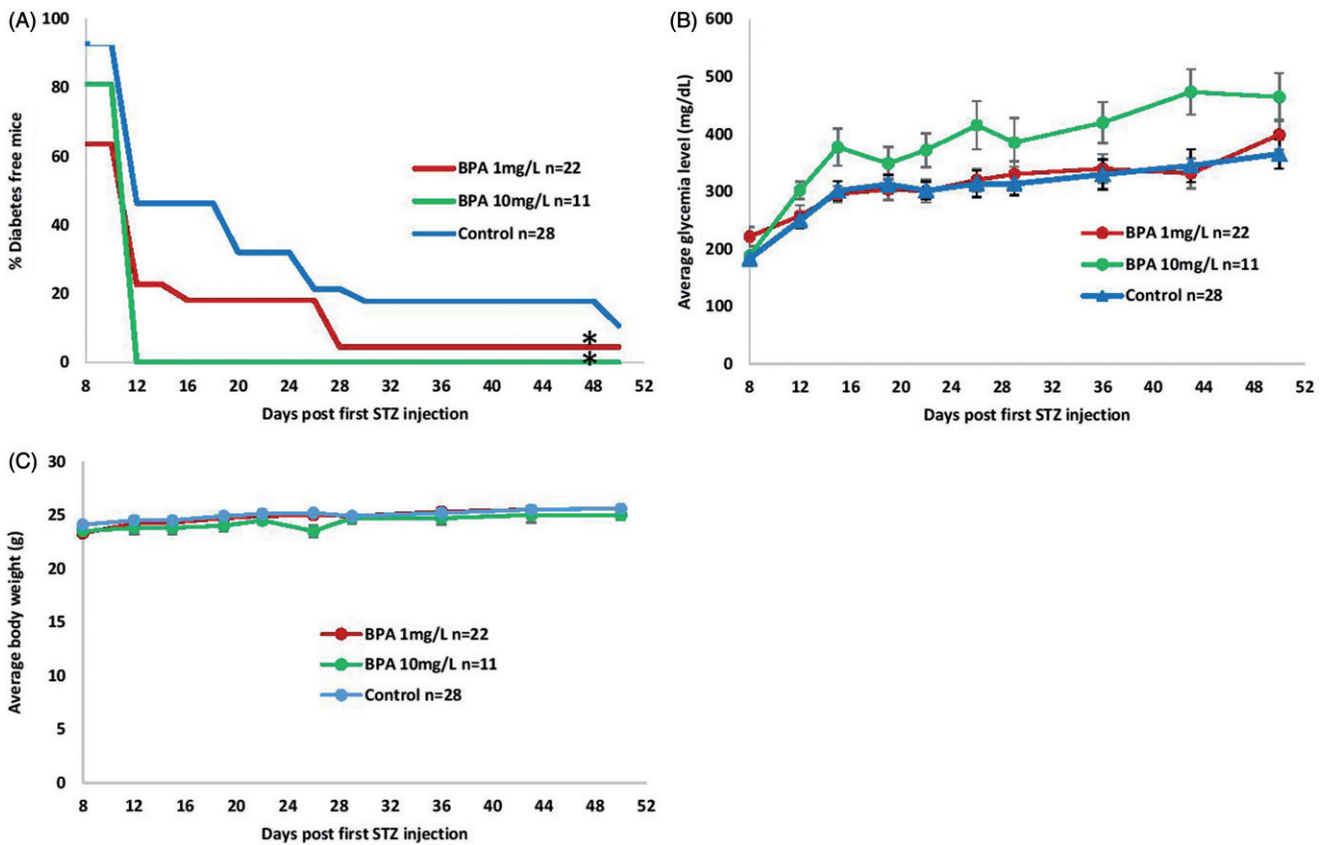 (A)
100
80
60
40
20
0
% Diabetes free mice
BPA 1mg/L n=22
BPA 10mg/L n=11
Control n=28
*
*
8 12 16 20 24 28 32 36 40 44 48 52
Days post first STZ injection
(B)
600
500
400
300
200
100
0
Average glycemia level (mg/dL)
BPA 1mg/L n=22
BPA 10mg/L n=11
Control n=28
8 12 16 20 24 28 32 36 40 44 48 52
Days post first STZ injection
(C)
30
25
20
15
10
5
0
Average body weight (g)
BPA 1mg/L n=22
BPA 10mg/L n=11
Control n=28
8 12 16 20 24 28 32 36 40 44 48 52
Days post first STZ injection